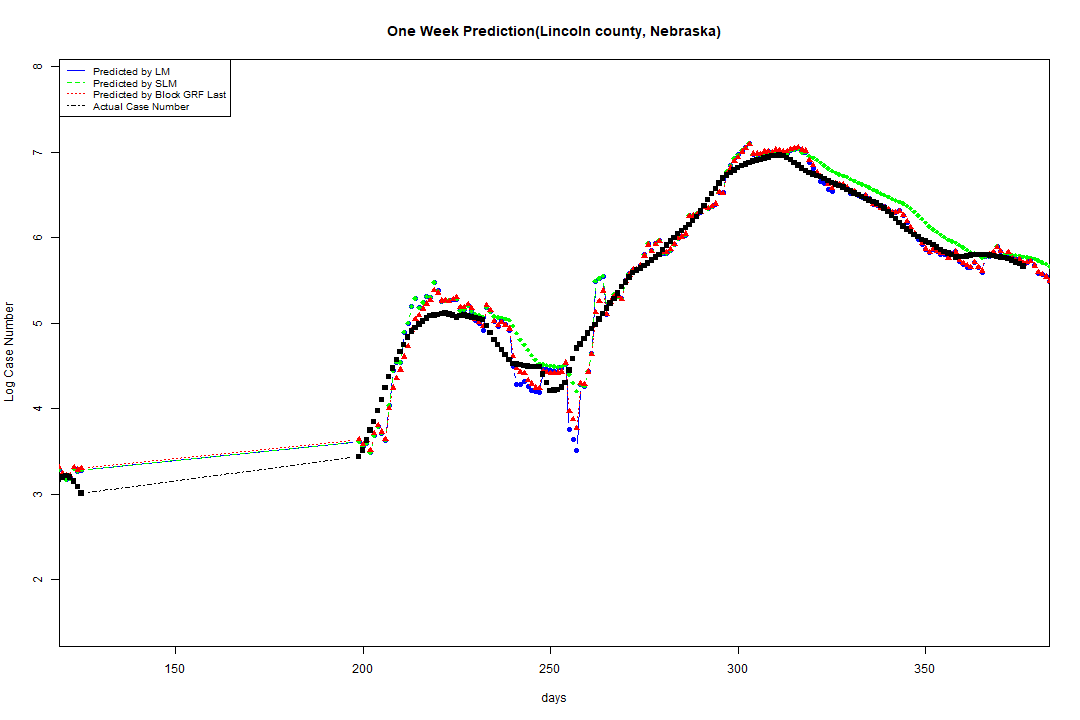 One Week Prediction(Lincoln county, Nebraska)
Predicted by LM
Predicted by SLM
Predicted by Block GRF Last
Actual Case Number
8
7
6
5
4
3
2
Log Case Number
150 200 250 300 350
days